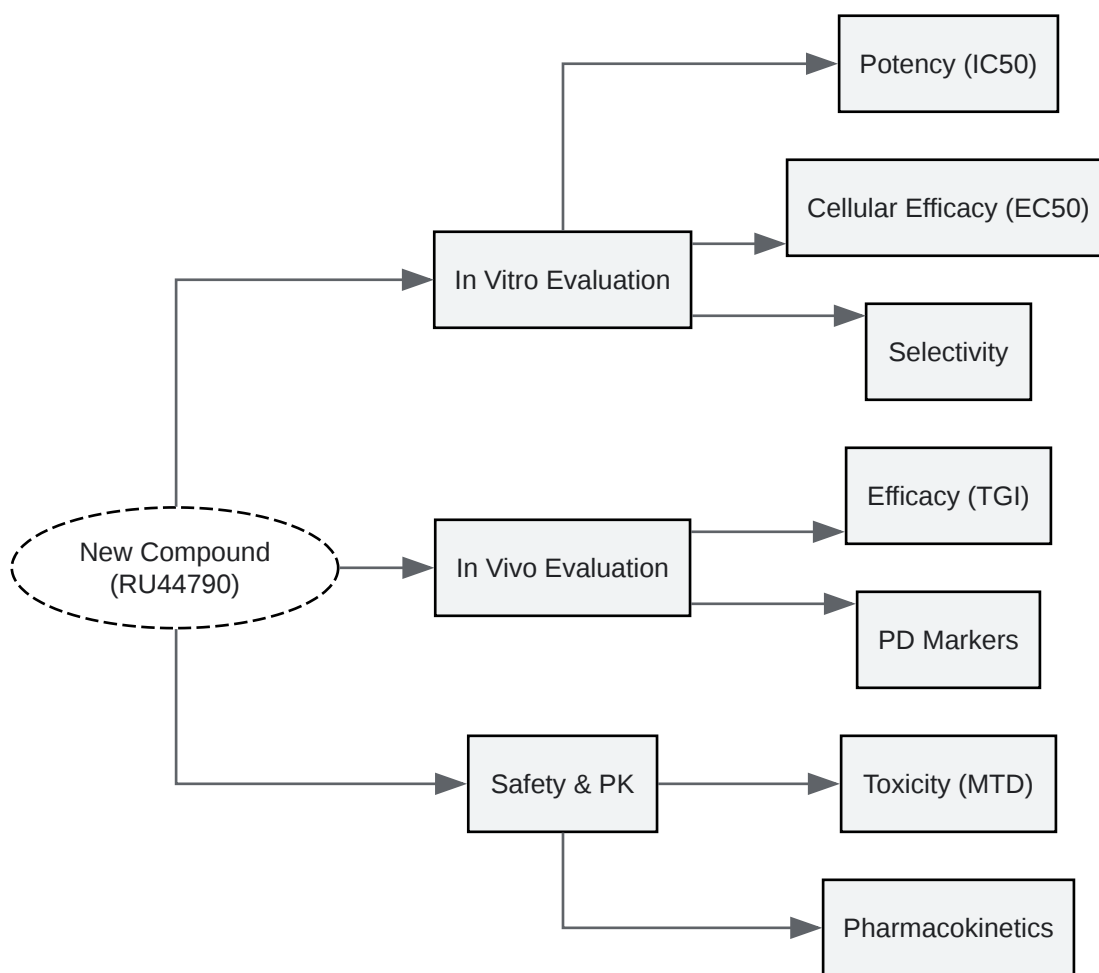 Potency (IC50)
Cellular Efficacy (EC50)
In Vitro Evaluation
Selectivity
Efficacy (TGI)
New Compound
(RU44790)
In Vivo Evaluation
PD Markers
Safety & PK
Toxicity (MTD)
Pharmacokinetics